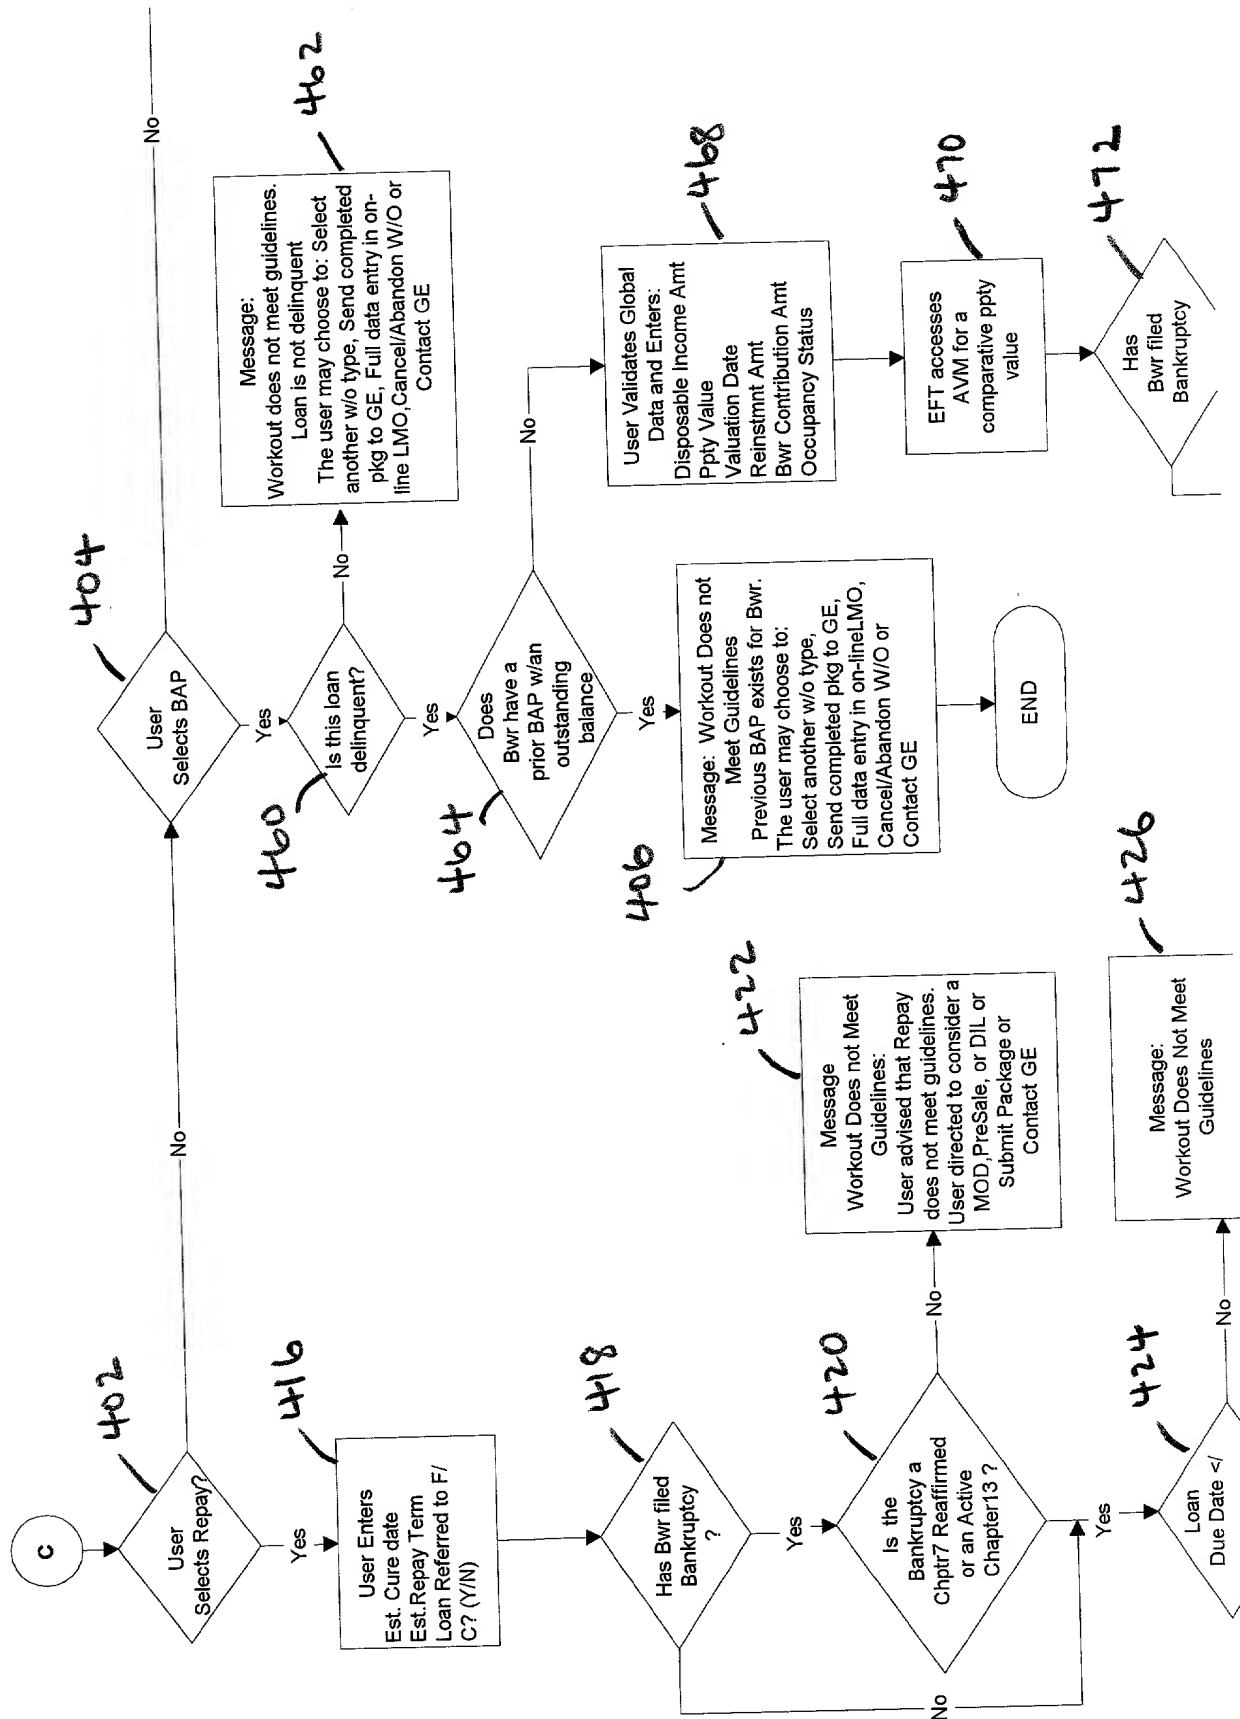 C
402
User
Selects Repay?
No
Yes
416
User Enters
Est. Cure date
Est.Repay Term
Loan Referred to F/
C? (Y/N)
418
Has Bwr filed
Bankruptcy
?
No
Yes
420
Is the
Bankruptcy a
Chptr7 Reaffirmed
or an Active
Chapter13 ?
No
422
Message
Workout Does not Meet
Guidelines:
User advised that Repay
does not meet guidelines.
User directed to consider a
MOD,PreSale, or DIL or
Submit Package or
Contact GE
Yes
424
Loan
Due Date </
No
426
Message:
Workout Does Not Meet
Guidelines
404
User
Selects BAP
No
Yes
460
Is this loan
delinquent?
No
462
Message:
Workout does not meet guidelines.
Loan is not delinquent
The user may choose to: Select
another w/o type, Send completed
pkg to GE, Full data entry in on-
line LMO,Cancel/Abandon W/O or
Contact GE
Yes
464
Does
Bwr have a
prior BAP w/an
outstanding
balance
No
Yes
406
Message: Workout Does not
Meet Guidelines
Previous BAP exists for Bwr.
The user may choose to:
Select another w/o type,
Send completed pkg to GE,
Full data entry in on-lineLMO,
Cancel/Abandon W/O or
Contact GE
END
468
User Validates Global
Data and Enters:
Disposable Income Amt
Ppty Value
Valuation Date
Reinstmnt Amt
Bwr Contribution Amt
Occupancy Status
470
EFT accesses
AVM for a
comparative ppty
value
472
Has
Bwr filed
Bankruptcy